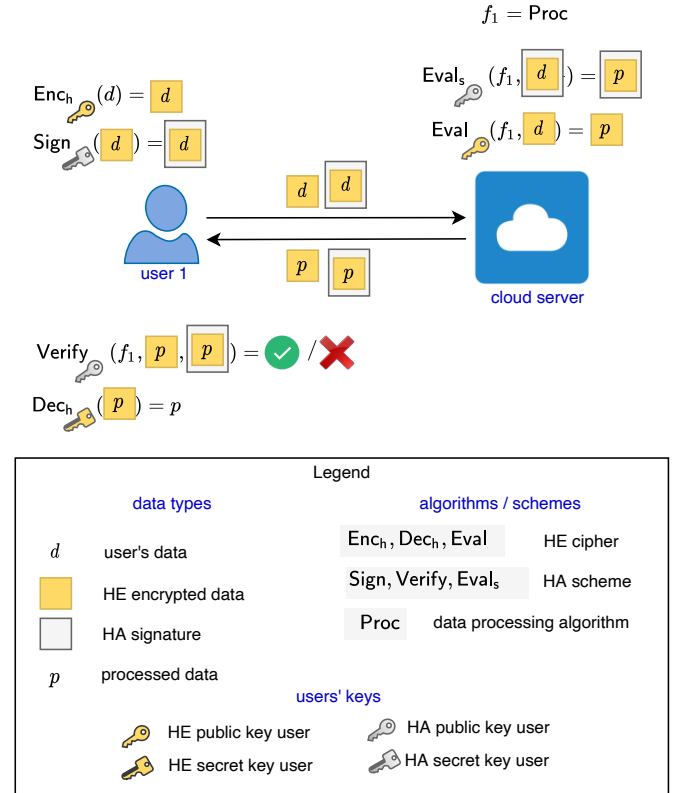 f₁ = Proc
Encₕ (d) = d
Sign (d) = d
Evalₛ (f₁, d) = p
Eval (f₁, d) = p
d d
p p
user 1
cloud server
Verify (f₁, p, p) = /
Decₕ (p) = p
Legend
data types
algorithms / schemes
d user's data
Encₕ, Decₕ, Eval HE cipher
HE encrypted data
Sign, Verify, Evalₛ HA scheme
HA signature
Proc data processing algorithm
p processed data
users' keys
HE public key user
HA public key user
HE secret key user
HA secret key user